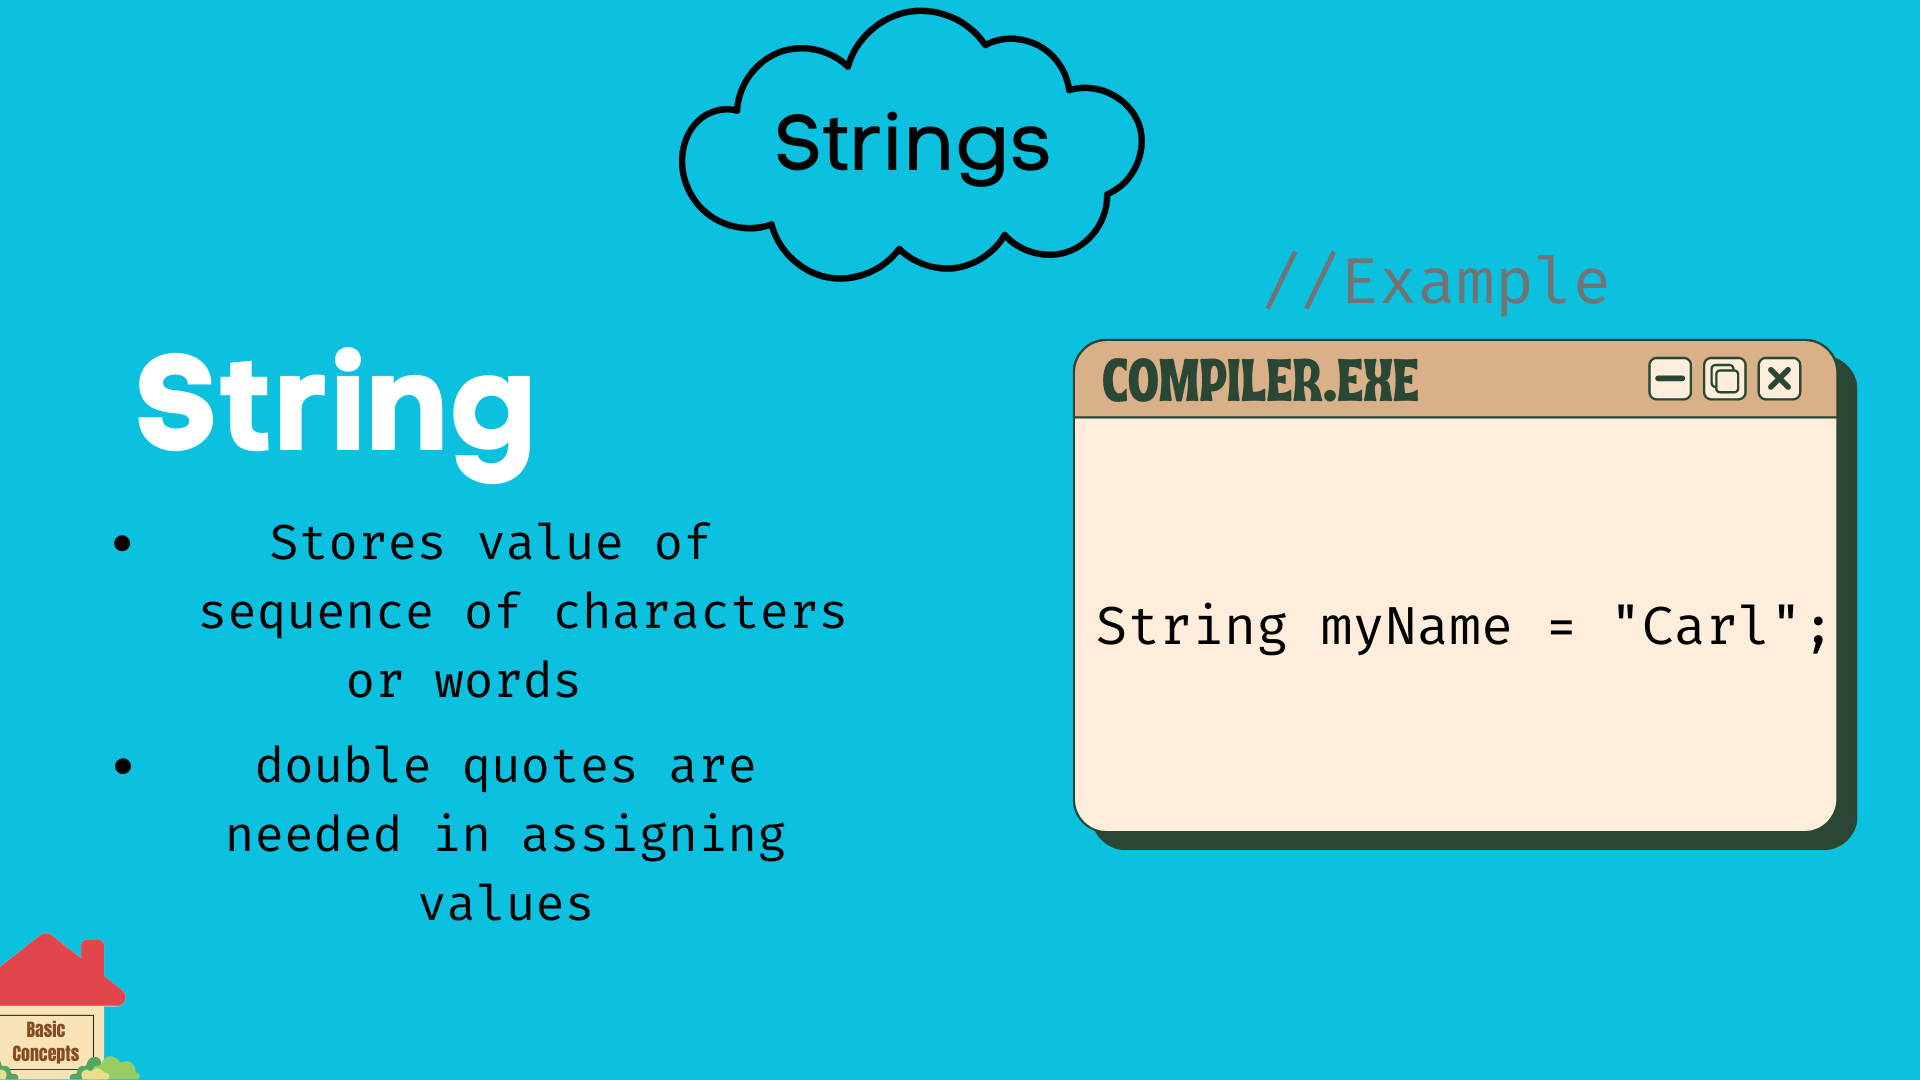 Strings
String
• Stores value of
sequence of characters
or words
• double quotes are
needed in assigning
values
//Example
COMPILER.EXE
String myName = "Carl";
Basic
Concepts